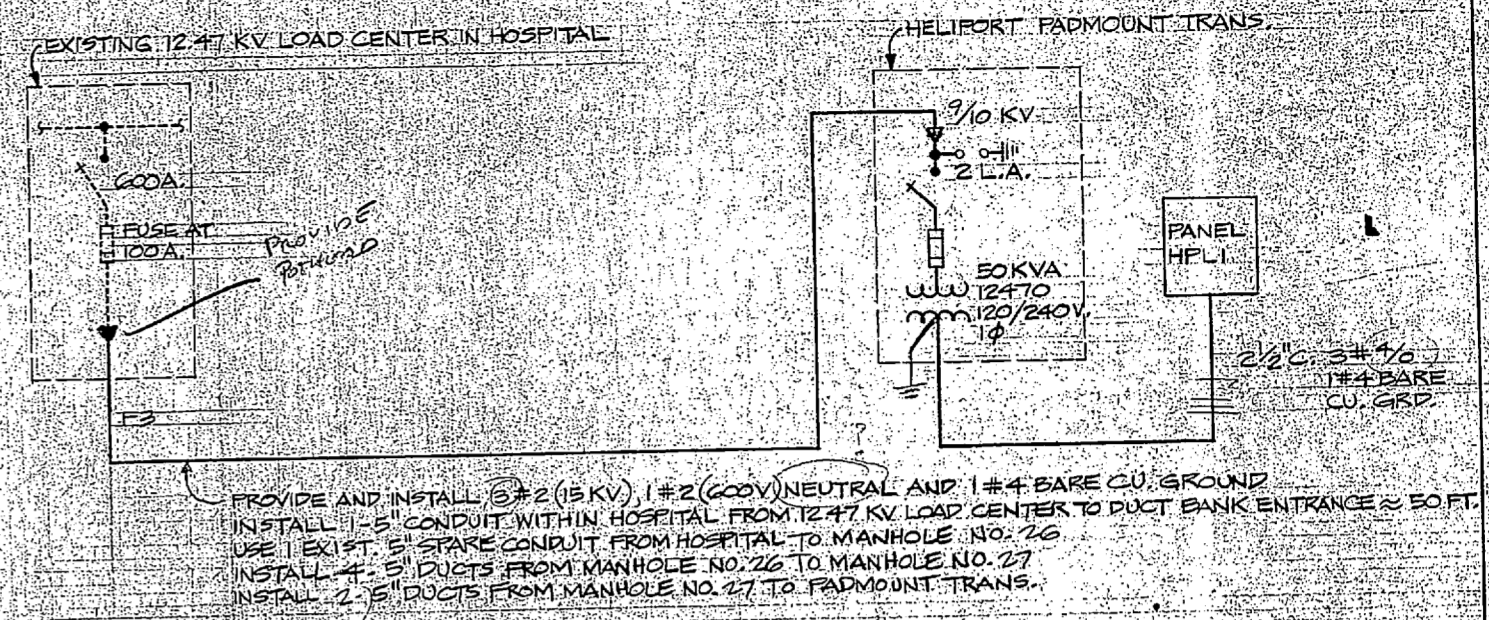 EXISTING 12.47 KV LOAD CENTER IN HOSPITAL
HELIPORT PADMOUNT TRANS.
600A.
FUSE AT
100A.
PROVIDE
POTHEAD
9/10 KV
2 L.A.
50KVA
12470
120/240V.
1Φ
PANEL
HPL1
2½"C. 3#4/0
1#4 BARE
CU. GRD.
F3
?
PROVIDE AND INSTALL 3#2 (15KV), 1#2 (600V) NEUTRAL AND 1#4 BARE CU. GROUND
INSTALL 1-5" CONDUIT WITHIN HOSPITAL FROM 12.47 KV LOAD CENTER TO DUCT BANK ENTRANCE ≈ 50 FT.
USE 1 EXIST. 5" SPARE CONDUIT FROM HOSPITAL TO MANHOLE NO. 26
INSTALL 4-5" DUCTS FROM MANHOLE NO. 26 TO MANHOLE NO. 27
INSTALL 2-5" DUCTS FROM MANHOLE NO. 27 TO PADMOUNT TRANS.